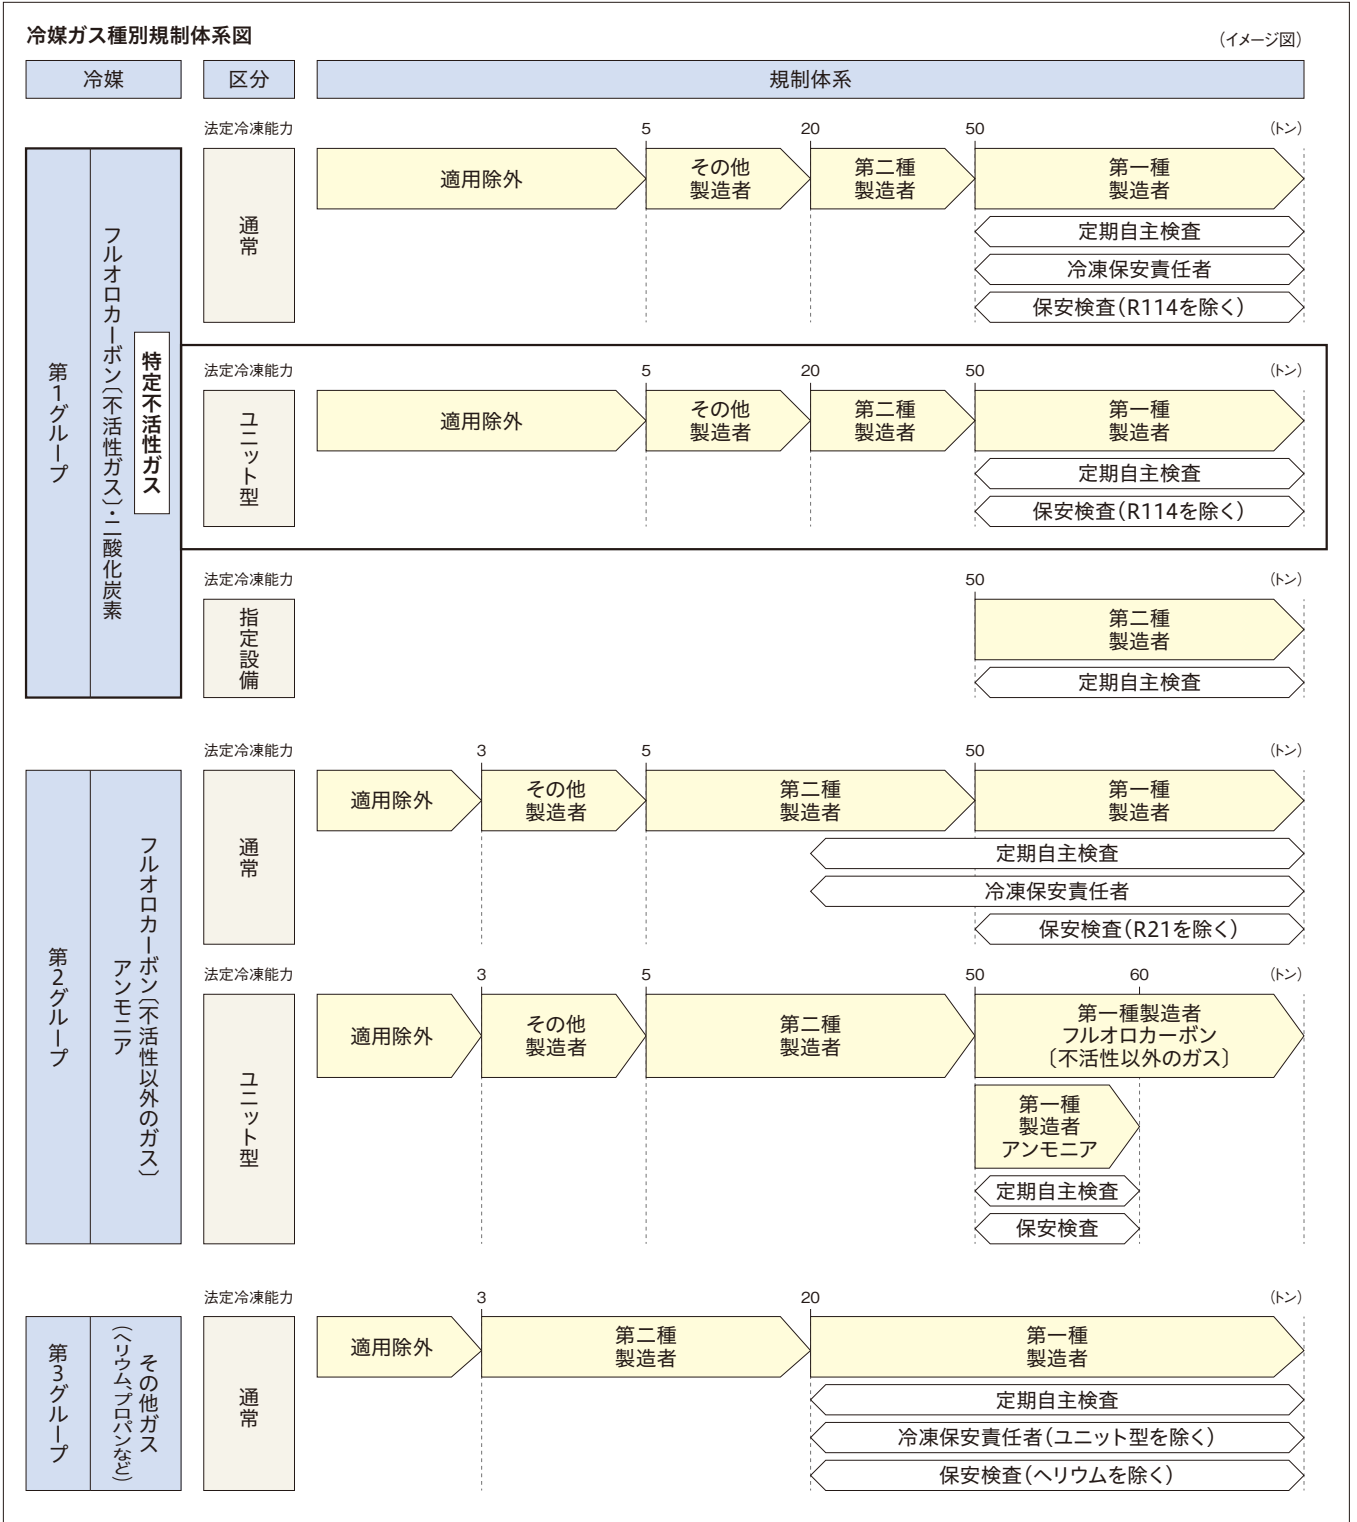 冷媒ガス種別規制体系図
（イメージ図）
冷媒
区分
規制体系
第1グループ
フルオロカーボン〔不活性ガス〕・二酸化炭素
特定不活性ガス
法定冷凍能力
5
20
50
（トン）
通常
適用除外
その他
製造者
第二種
製造者
第一種
製造者
定期自主検査
冷凍保安責任者
保安検査（R114を除く）
法定冷凍能力
5
20
50
（トン）
ユニット型
適用除外
その他
製造者
第二種
製造者
第一種
製造者
定期自主検査
保安検査（R114を除く）
法定冷凍能力
50
（トン）
指定設備
第二種
製造者
定期自主検査
第2グループ
フルオロカーボン〔不活性以外のガス〕
アンモニア
法定冷凍能力
3
5
50
（トン）
通常
適用除外
その他
製造者
第二種
製造者
第一種
製造者
定期自主検査
冷凍保安責任者
保安検査（R21を除く）
法定冷凍能力
3
5
50
60
（トン）
ユニット型
適用除外
その他
製造者
第二種
製造者
第一種製造者
フルオロカーボン
〔不活性以外のガス〕
第一種
製造者
アンモニア
定期自主検査
保安検査
第3グループ
その他ガス
（ヘリウム、プロパンなど）
法定冷凍能力
3
20
（トン）
通常
適用除外
第二種
製造者
第一種
製造者
定期自主検査
冷凍保安責任者（ユニット型を除く）
保安検査（ヘリウムを除く）